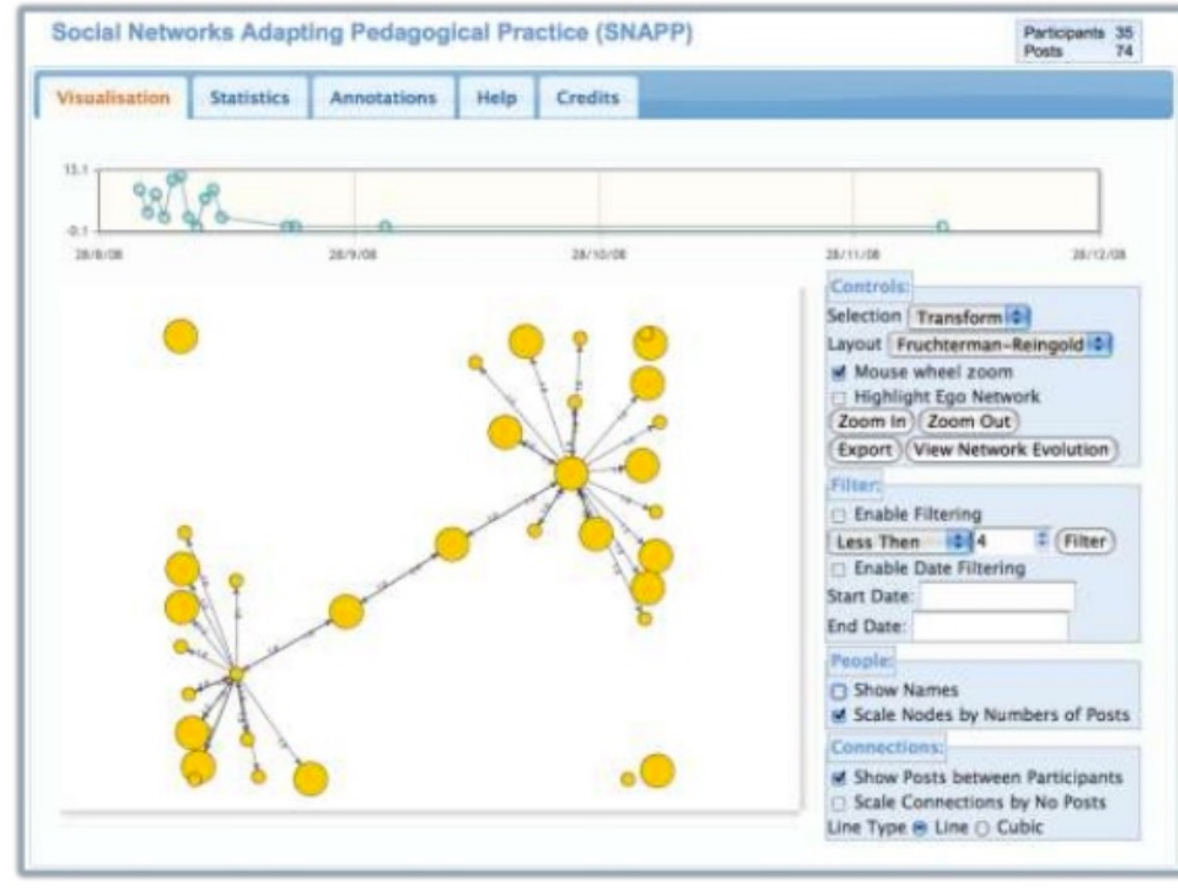 Social Networks Adapting Pedagogical Practice (SNAPP)
Participants 35
Posts 74
Visualisation
Statistics
Annotations
Help
Credits
13.1
-0.1
28/8/08
28/9/08
28/10/08
28/11/08
28/12/08
Controls:
Selection Transform
Layout Fruchterman-Reingold
Mouse wheel zoom
Highlight Ego Network
Zoom In Zoom Out
Export View Network Evolution
Filter:
Enable Filtering
Less Then 4 Filter
Enable Date Filtering
Start Date:
End Date:
People:
Show Names
Scale Nodes by Numbers of Posts
Connections:
Show Posts between Participants
Scale Connections by No Posts
Line Type Line Cubic